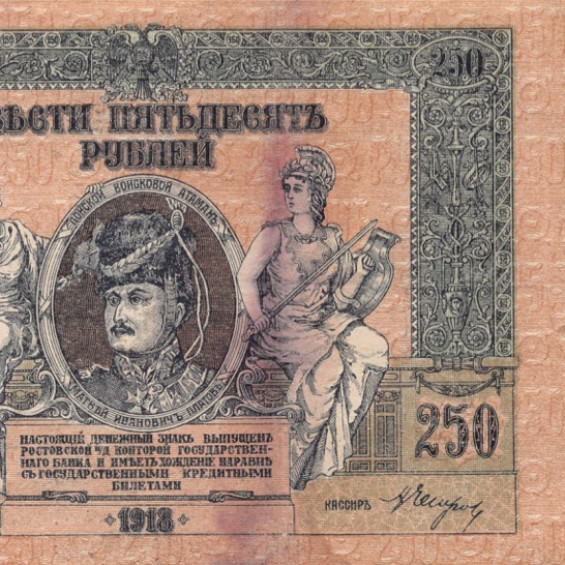 250
ВѢСТИ ПЯТЬДЕСЯТЪ
РУБЛЕЙ
ДОНСКОЙ ВОЙСКОВОЙ АТАМАНЪ
МАТВѢЙ ИВАНОВИЧЪ ПЛАТОВЪ
250
НАСТОЯЩІЙ ДЕНЕЖНЫЙ ЗНАКЪ ВЫПУЩЕНЪ
РОСТОВСКОЙ н/Д КОНТОРОЙ ГОСУДАРСТВЕН-
НАГО БАНКА И ИМѢЕТЪ ХОЖДЕНІЕ НАРАВНѢ
СЪ ГОСУДАРСТВЕННЫМИ КРЕДИТНЫМИ
БИЛЕТАМИ
КАССИРЪ
1918